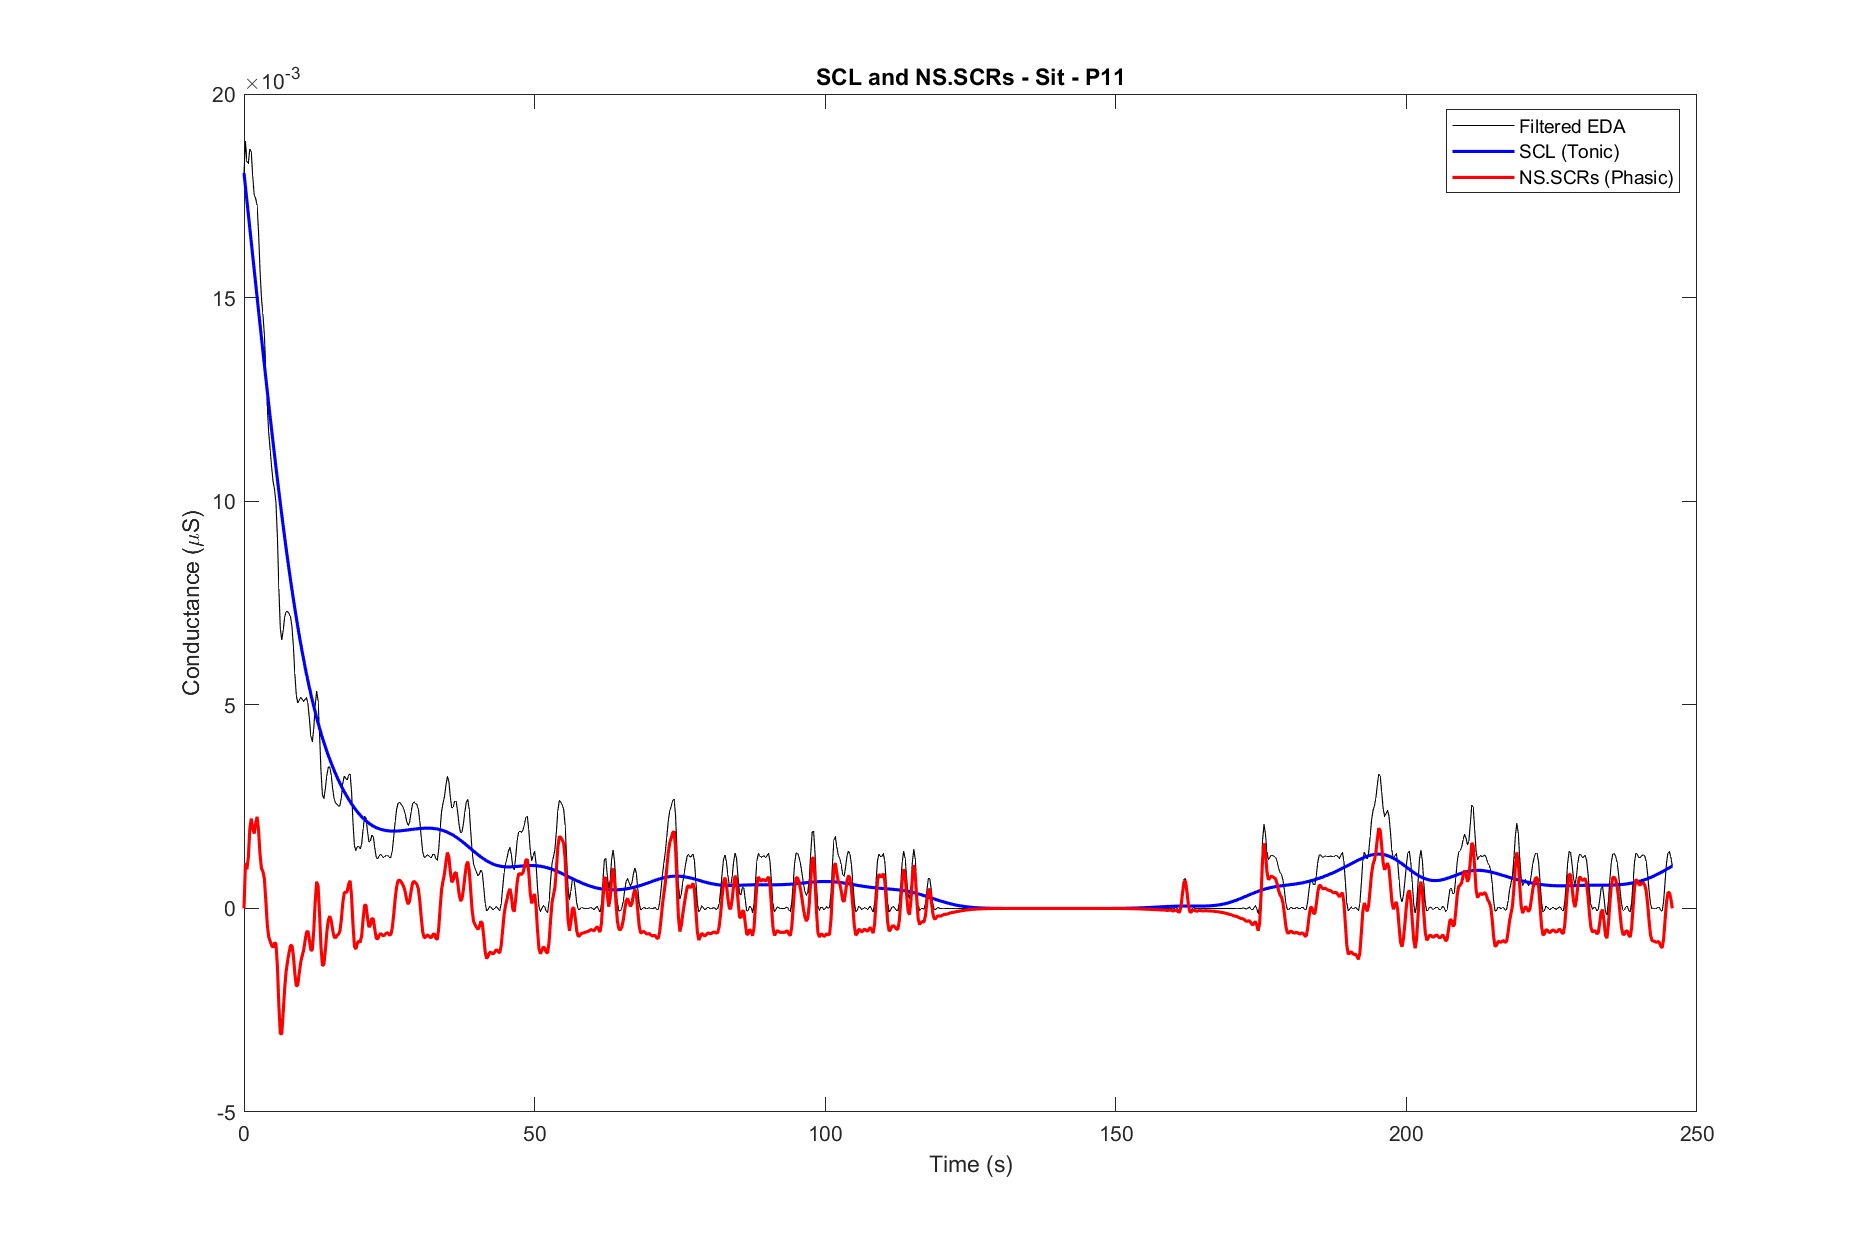 SCL and NS.SCRs - Sit - P11
×10-3
20
15
10
5
0
-5
Conductance (μS)
0 50 100 150 200 250
Time (s)
Filtered EDA
SCL (Tonic)
NS.SCRs (Phasic)